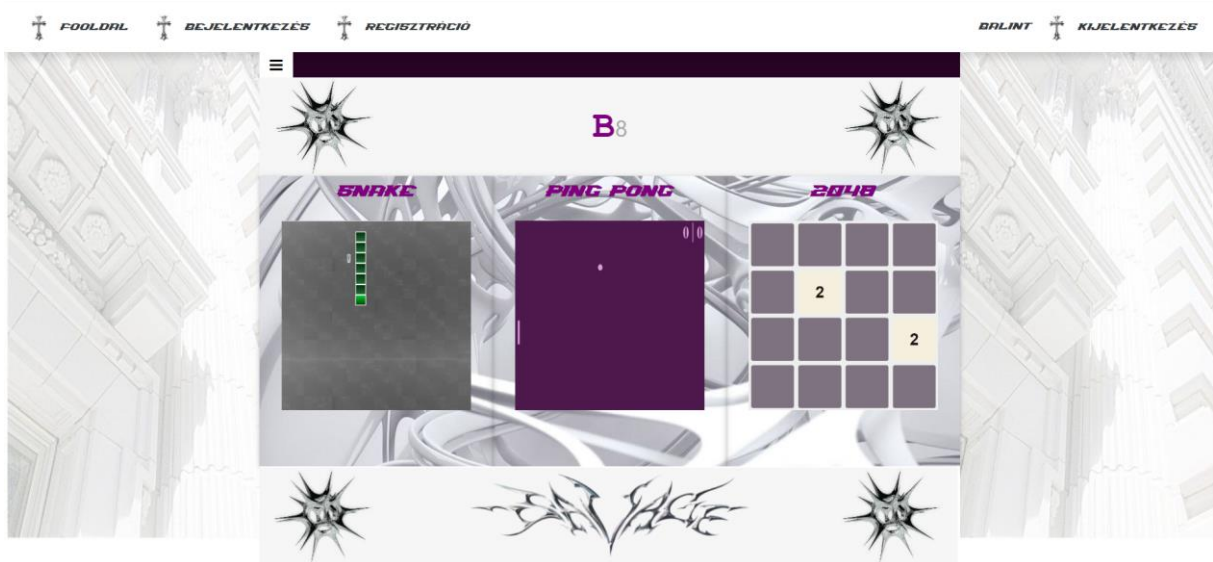 FOOLDAL BEJELENTKEZÉS REGISZTRÁCIÓ BALINT KIJELENTKEZÉS
B8
SNAKE PING PONG 2048
0|0
2
2